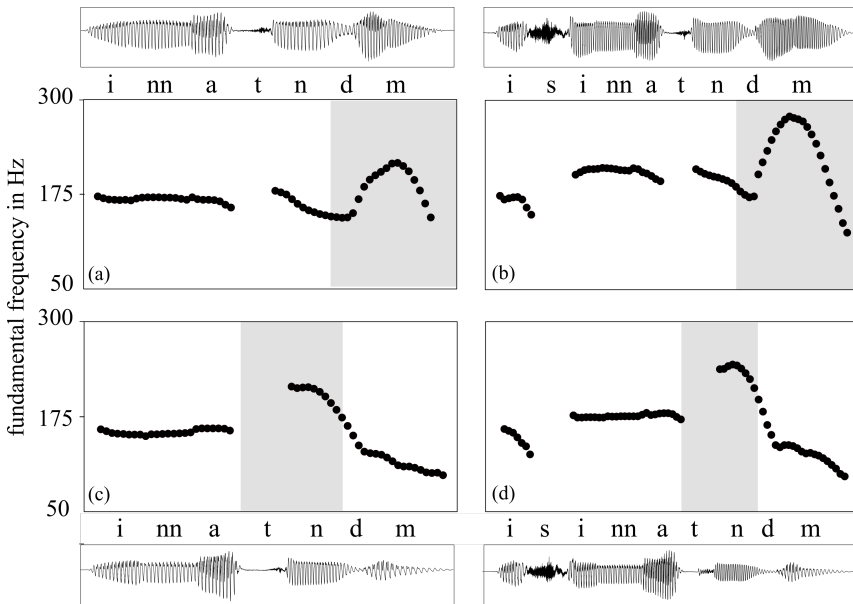 i nn a t n d m
i s i nn a t n d m
300
175
50
fundamental frequency in Hz
(a)
(b)
300
175
50
(c)
(d)
i nn a t n d m
i s i nn a t n d m